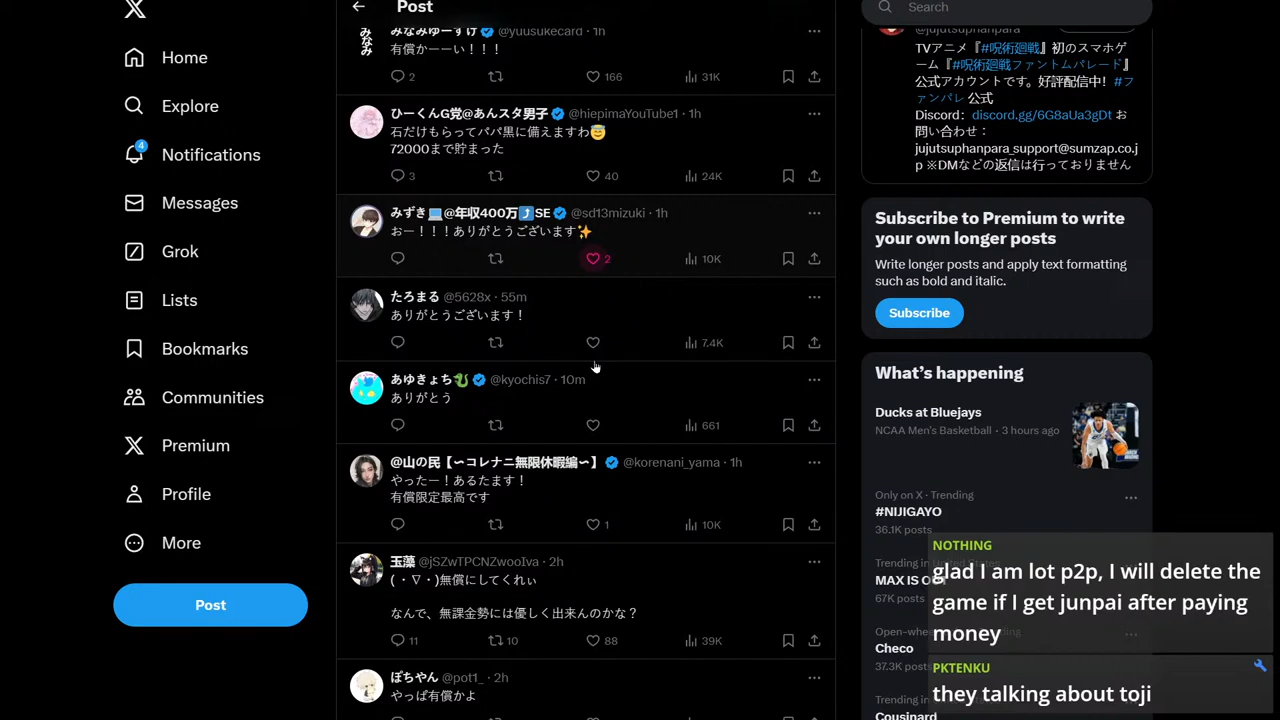 Home
Explore
4
Notifications
Messages
Grok
Lists
Bookmarks
Communities
Premium
Profile
More
Post
Post
みなみゆーすけ @yuusukecard · 1h
みなみ
有償かーーい！！！
2 166 31K
ひーくんG党@あんスタ男子 @hiepimaYouTube1 · 1h
石だけもらってパパ黒に備えますわ😇
72000まで貯まった
3 40 24K
みずき💻@年収400万⤴️SE @sd13mizuki · 1h
おー！！！ありがとうございます✨
2 10K
たろまる @5628x · 55m
ありがとうございます！
7.4K
あゆきょち🐉 @kyochis7 · 10m
ありがとう
661
@山の民【〜コレナニ無限休暇編〜】 @korenani_yama · 1h
やったー！あるたます！
有償限定最高です
1 10K
玉藻 @jSZwTPCNZwooIva · 2h
( ・∇・)無償にしてくれぃ
なんで、無課金勢には優しく出来んのかな？
11 10 88 39K
ぽちやん @pot1_ · 2h
やっぱ有償かよ
Search
@jujutsuphanpara
TVアニメ『#呪術廻戦』初のスマホゲ
ーム『#呪術廻戦ファントムパレード』
公式アカウントです。好評配信中！ #フ
ァンパレ 公式
Discord： discord.gg/6G8aUa3gDt お
問い合わせ：
jujutsuphanpara_support@sumzap.co.j
p ※DMなどの返信は行っておりません
Subscribe to Premium to write
your own longer posts
Write longer posts and apply text formatting
such as bold and italic.
Subscribe
What's happening
Ducks at Bluejays
NCAA Men's Basketball · 3 hours ago
Only on X · Trending
#NIJIGAYO
36.1K posts
Trending in
MAX IS
67K posts
Trending
Checo
37.3K posts
Trending in
Cousinard
NOTHING
glad I am lot p2p, I will delete the
game if I get junpai after paying
money
PKTENKU
they talking about toji